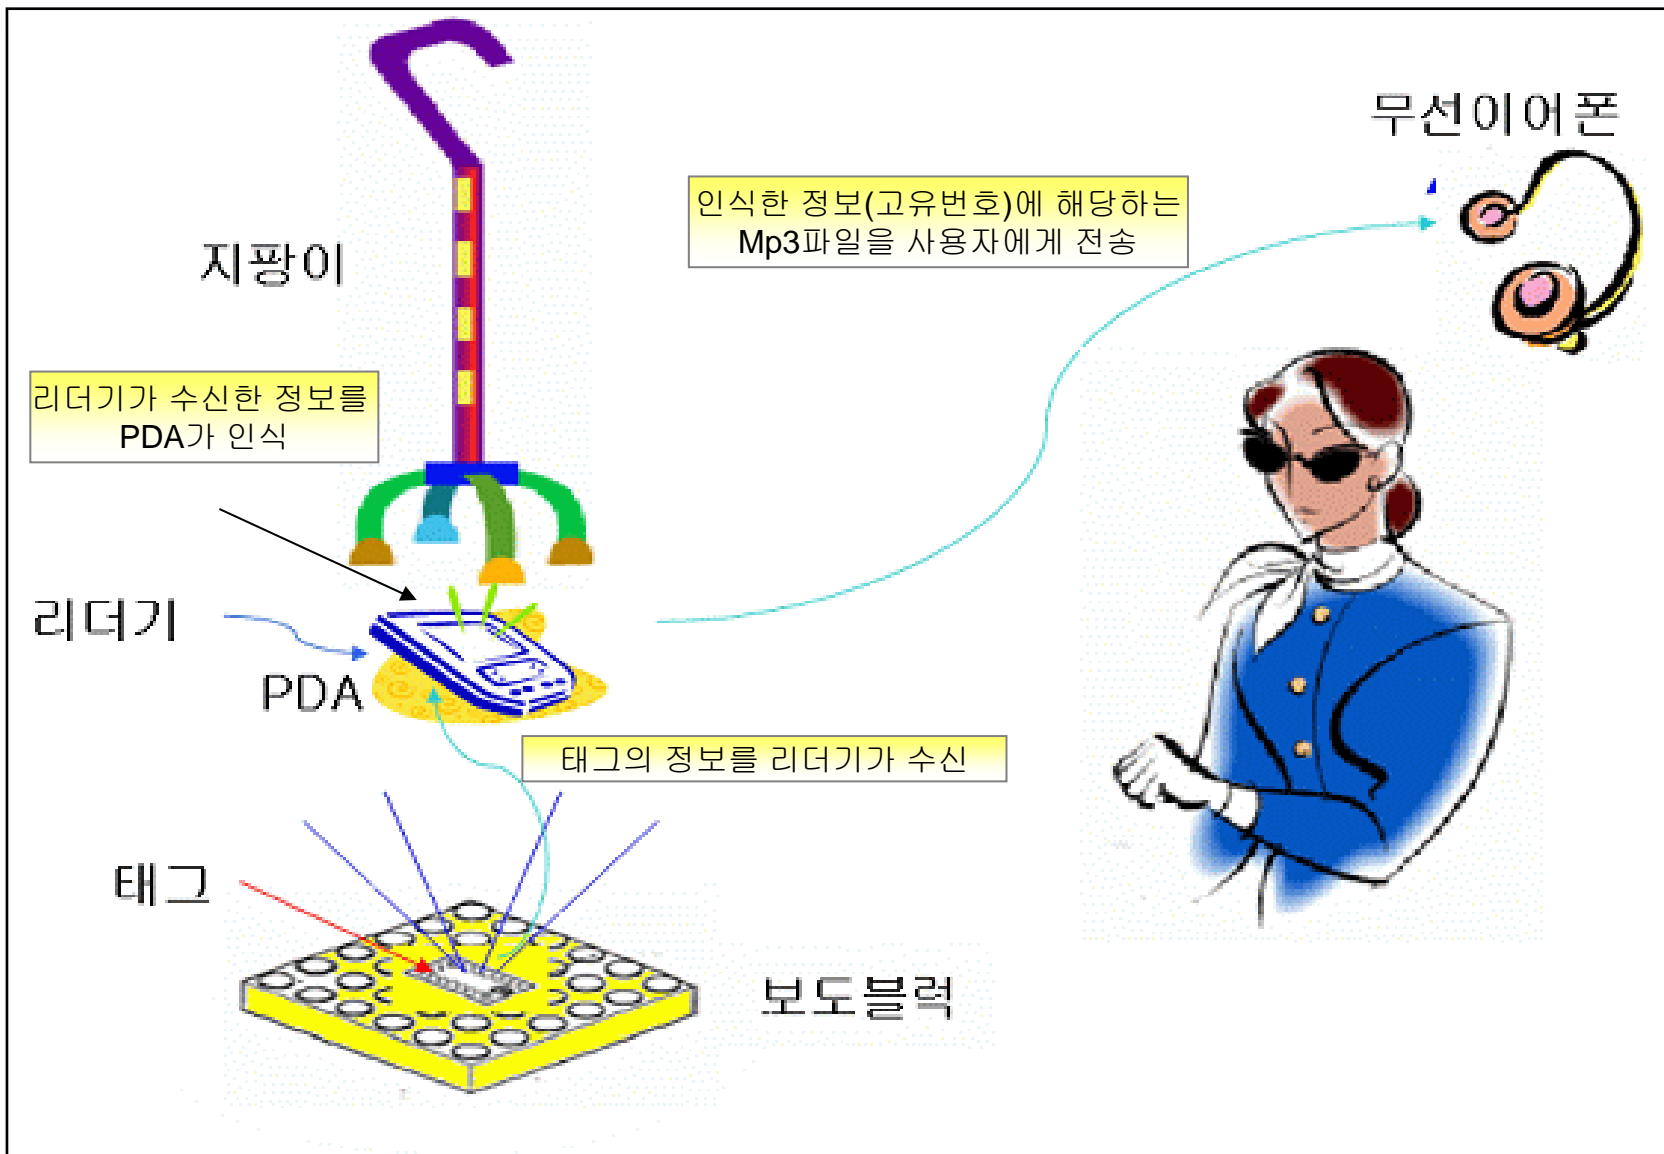 무선이어폰
인식한 정보(고유번호)에 해당하는
Mp3파일을 사용자에게 전송
지팡이
리더기가 수신한 정보를
PDA가 인식
리더기
PDA
태그의 정보를 리더기가 수신
태그
보도블럭